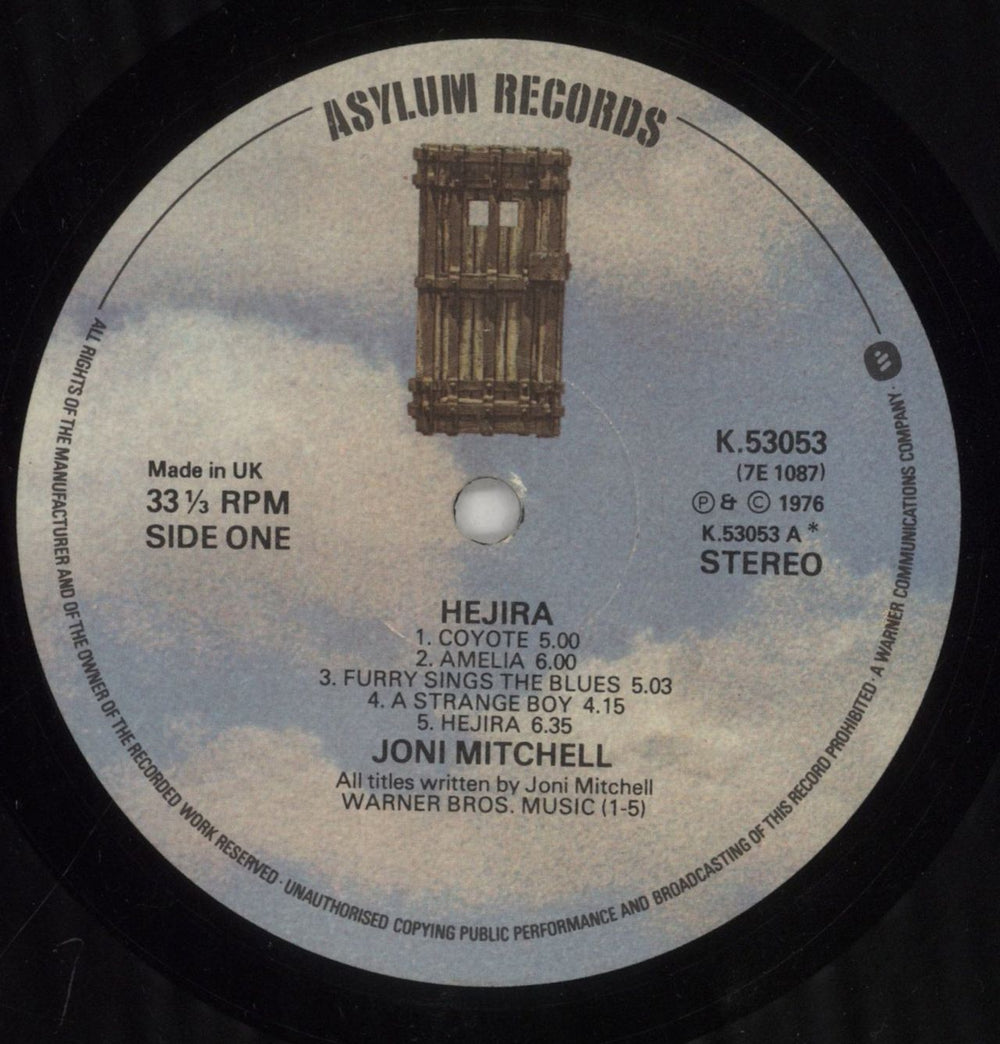 ASYLUM RECORDS
Made in UK
33 ⅓ RPM
SIDE ONE
K.53053
(7E 1087)
Ⓟ & Ⓒ 1976
K.53053 A *
STEREO
HEJIRA
1. COYOTE 5.00
2. AMELIA 6.00
3. FURRY SINGS THE BLUES 5.03
4. A STRANGE BOY 4.15
5. HEJIRA 6.35
JONI MITCHELL
All titles written by Joni Mitchell
WARNER BROS. MUSIC (1-5)
ALL RIGHTS OF THE MANUFACTURER AND OF THE OWNER OF THE RECORDED WORK RESERVED · UNAUTHORISED COPYING PUBLIC PERFORMANCE AND BROADCASTING OF THIS RECORD PROHIBITED · A WARNER COMMUNICATIONS COMPANY ·